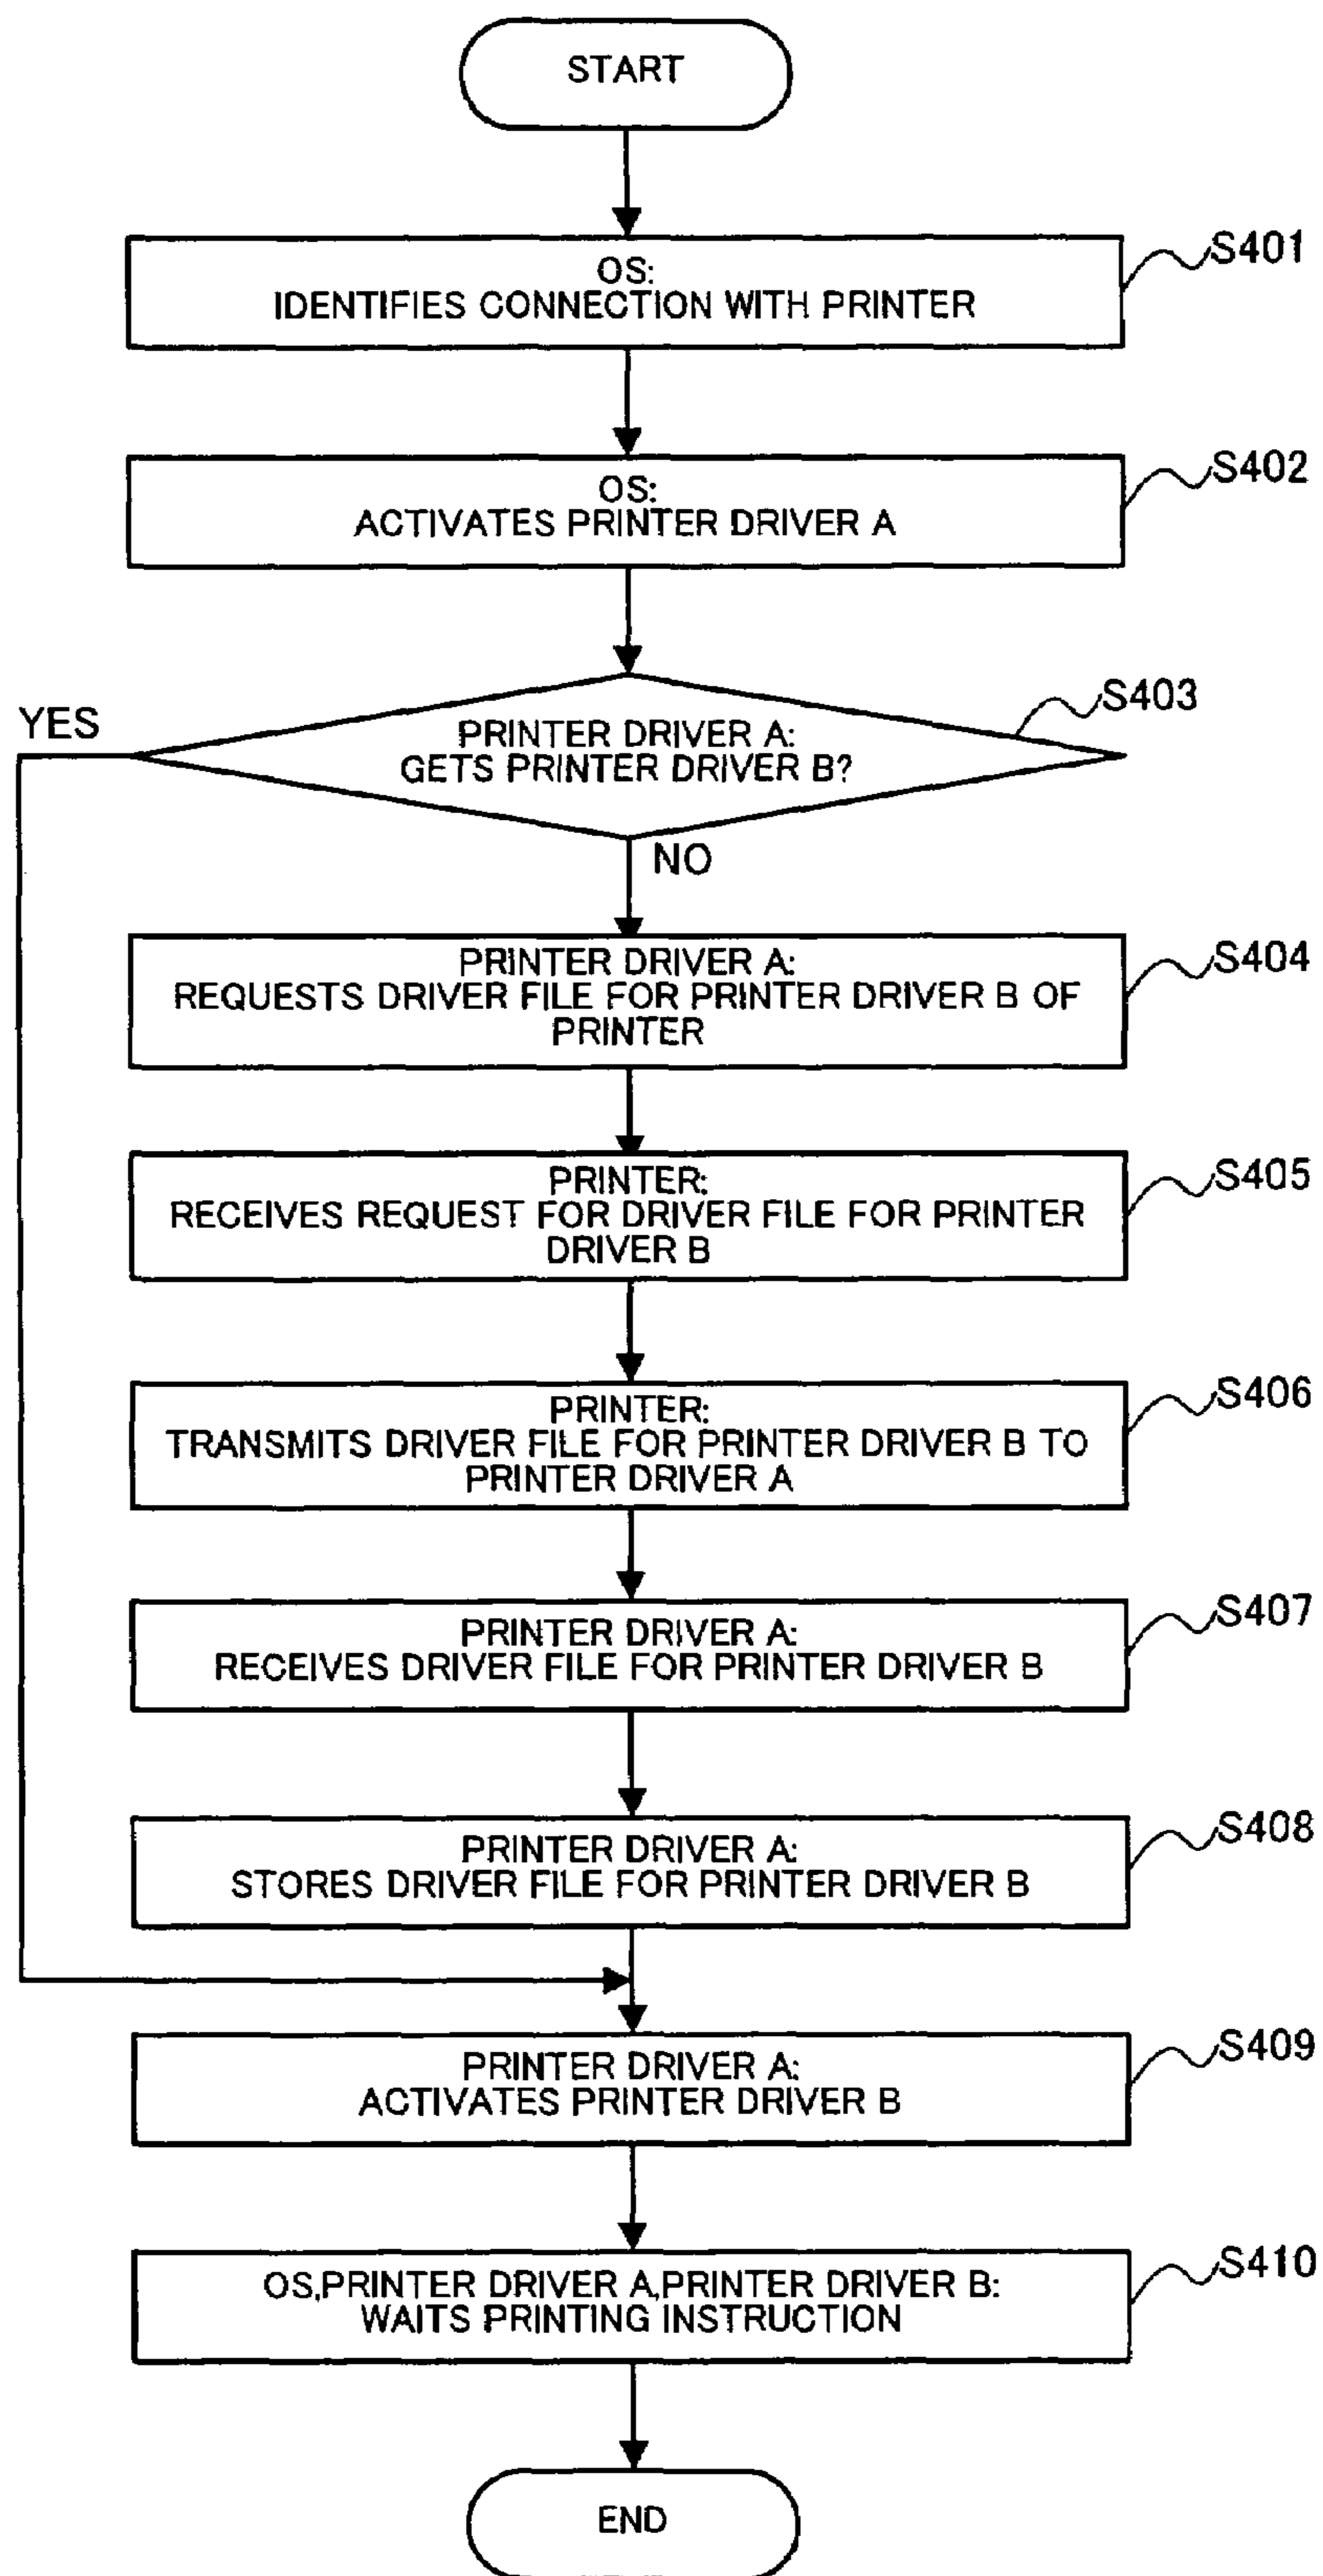 START
S401
OS:
IDENTIFIES CONNECTION WITH PRINTER
S402
OS:
ACTIVATES PRINTER DRIVER A
S403
YES
PRINTER DRIVER A:
GETS PRINTER DRIVER B?
NO
S404
PRINTER DRIVER A:
REQUESTS DRIVER FILE FOR PRINTER DRIVER B OF
PRINTER
S405
PRINTER:
RECEIVES REQUEST FOR DRIVER FILE FOR PRINTER
DRIVER B
S406
PRINTER:
TRANSMITS DRIVER FILE FOR PRINTER DRIVER B TO
PRINTER DRIVER A
S407
PRINTER DRIVER A:
RECEIVES DRIVER FILE FOR PRINTER DRIVER B
S408
PRINTER DRIVER A:
STORES DRIVER FILE FOR PRINTER DRIVER B
S409
PRINTER DRIVER A:
ACTIVATES PRINTER DRIVER B
S410
OS,PRINTER DRIVER A,PRINTER DRIVER B:
WAITS PRINTING INSTRUCTION
END